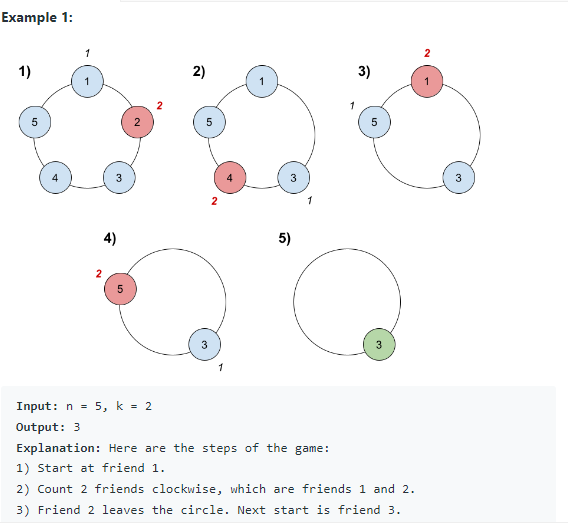 Example 1:
1) 2) 3)
1 2
1 1 1
2 1
5 2 5 5
4 3 4 3 3
2 1
4) 5)
2
5
3 3
1
Input: n = 5, k = 2
Output: 3
Explanation: Here are the steps of the game:
1) Start at friend 1.
2) Count 2 friends clockwise, which are friends 1 and 2.
3) Friend 2 leaves the circle. Next start is friend 3.